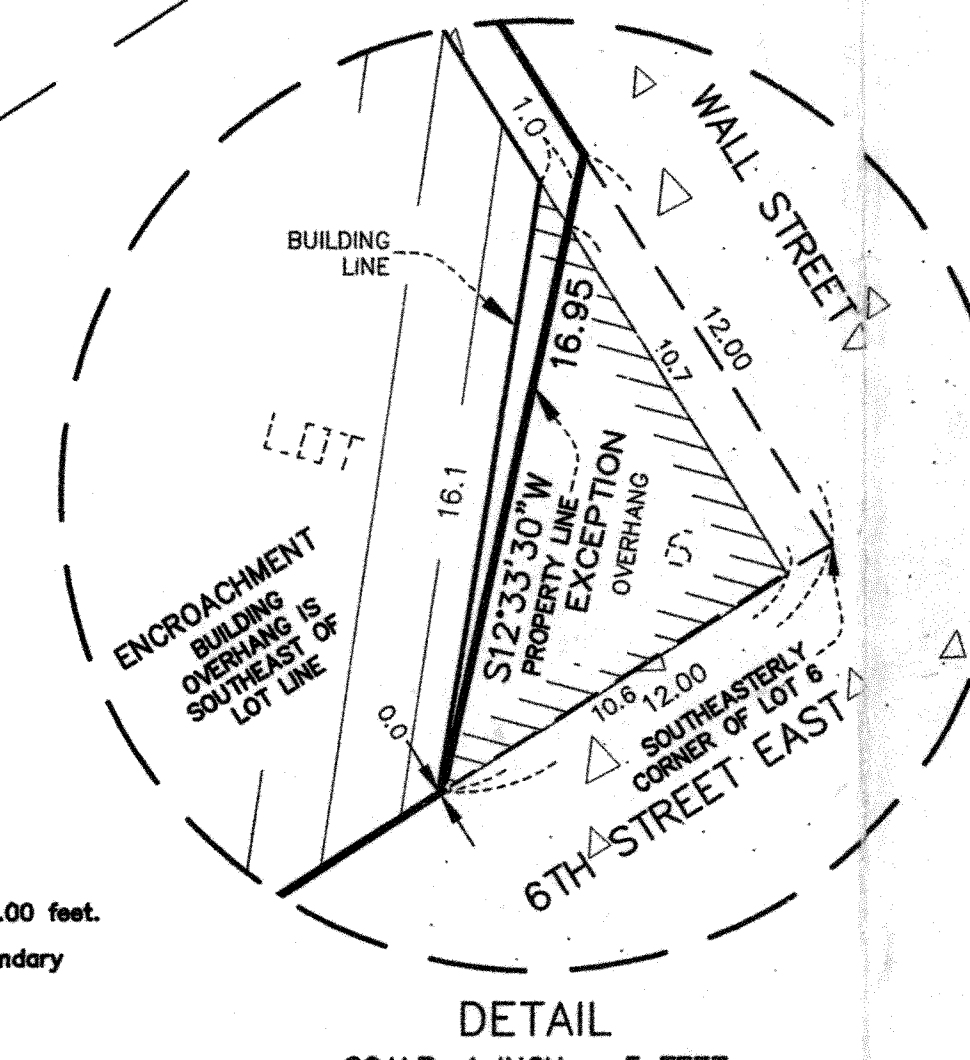 WALL STREET
1.0
BUILDING
LINE
16.95
12.00
10.7
LOT
16.1
S12°33'30"W
PROPERTY LINE
EXCEPTION
OVERHANG
ENCROACHMENT
BUILDING
OVERHANG IS
SOUTHEAST OF
LOT LINE
0.0
10.6
12.00
SOUTHEASTERLY
CORNER OF LOT 6
6TH STREET EAST
.00 feet.
ndary
DETAIL